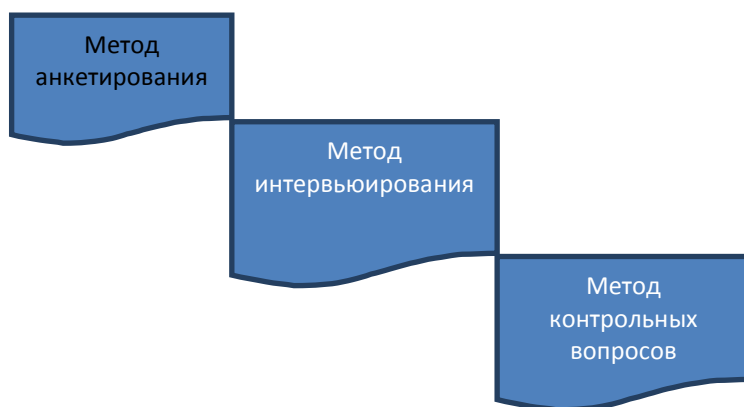 Метод
анкетирования
Метод
интервьюирования
Метод
контрольных
вопросов